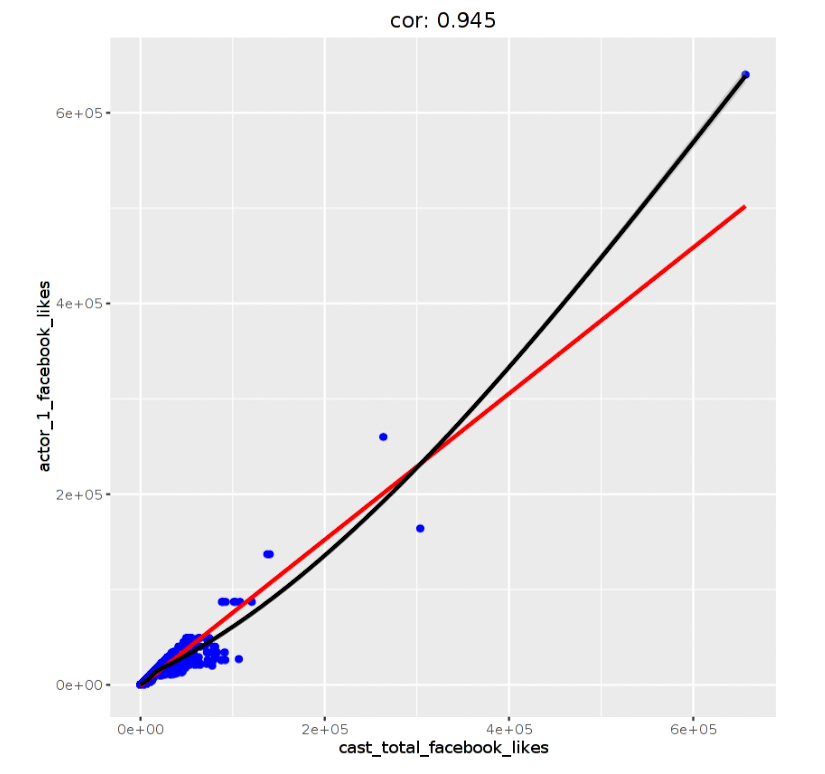 cor: 0.945
6e+05
4e+05
2e+05
0e+00
actor_1_facebook_likes
0e+00 2e+05 4e+05 6e+05
cast_total_facebook_likes